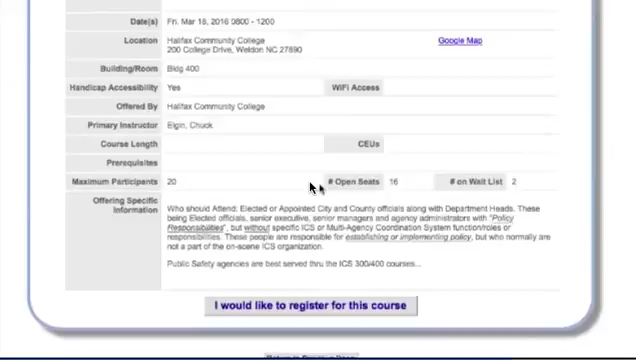 Date(s) Fri. Mar 18, 2016 0800 - 1200
Location Halifax Community College Google Map
200 College Drive, Weldon NC 27890
Building/Room Bldg 400
Handicap Accessibility Yes WiFi Access
Offered By Halifax Community College
Primary Instructor Elgin, Chuck
Course Length CEUs
Prerequisites
Maximum Participants 20 # Open Seats 16 # on Wait List 2
Offering Specific Information
Who should Attend: Elected or Appointed City and County officials along with Department Heads. These
being Elected officials, senior executive, senior managers and agency administrators with "Policy
Responsibilities", but without specific ICS or Multi-Agency Coordination System function/roles or
responsibilities. These people are responsible for establishing or implementing policy, but who normally are
not a part of the on-scene ICS organization.
Public Safety agencies are best served thru the ICS 300/400 courses...
I would like to register for this course